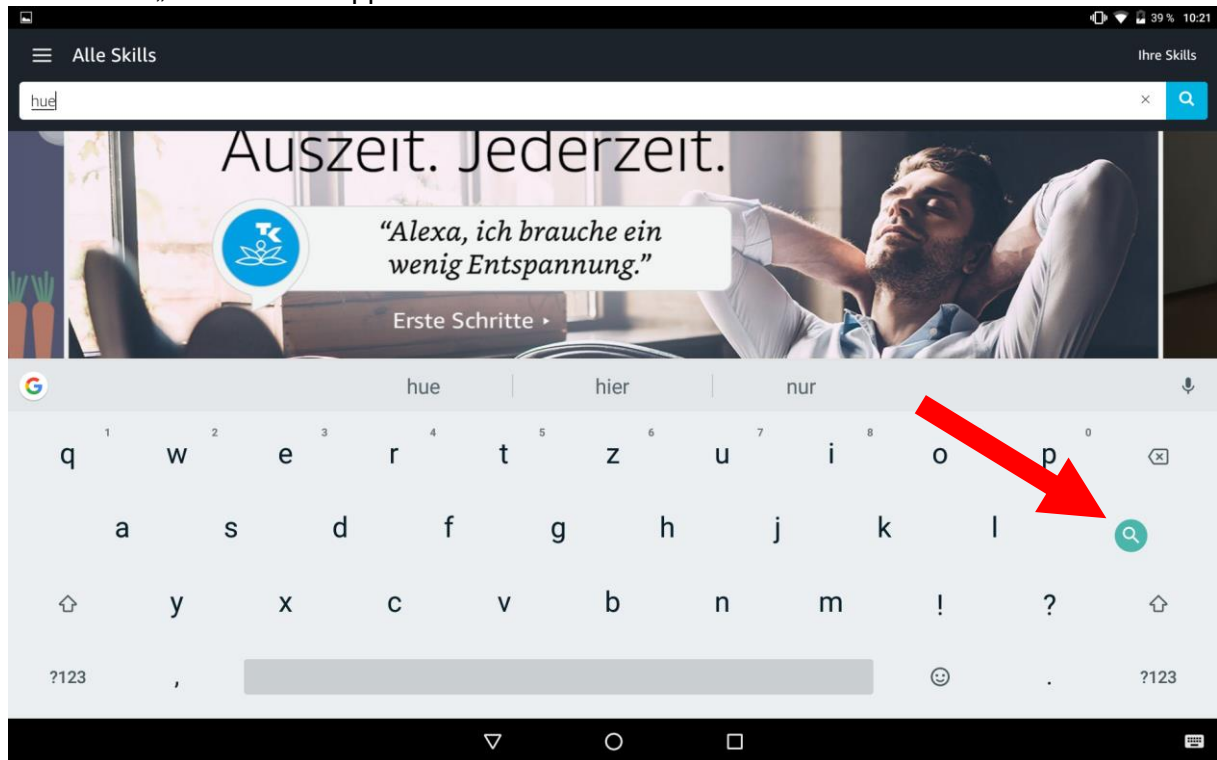 39 % 10:21
Alle Skills
Ihre Skills
hue
Auszeit. Jederzeit.
TK
“Alexa, ich brauche ein
wenig Entspannung.”
Erste Schritte
G
hue hier nur
1 2 3 4 5 6 7 8 0
q w e r t z u i o p
a s d f g h j k l
y x c v b n m ! ?
?123 , . ?123